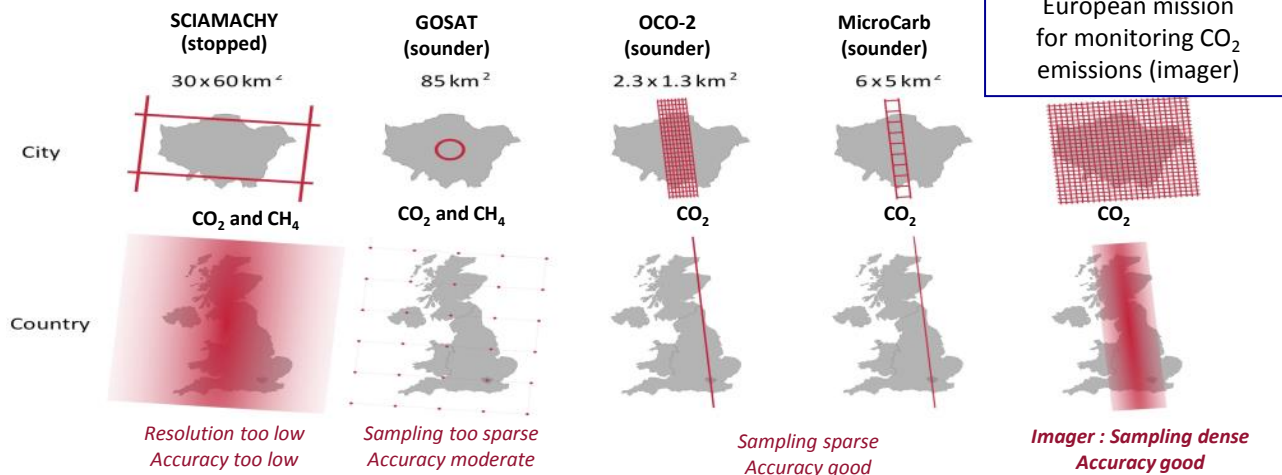 SCIAMACHY
(stopped)
30 x 60 km²
GOSAT
(sounder)
85 km²
OCO-2
(sounder)
2.3 x 1.3 km²
MicroCarb
(sounder)
6 x 5 km²
European mission
for monitoring CO₂
emissions (imager)
City
CO₂ and CH₄
CO₂ and CH₄
CO₂
CO₂
CO₂
Country
Resolution too low
Accuracy too low
Sampling too sparse
Accuracy moderate
Sampling sparse
Accuracy good
Imager : Sampling dense
Accuracy good